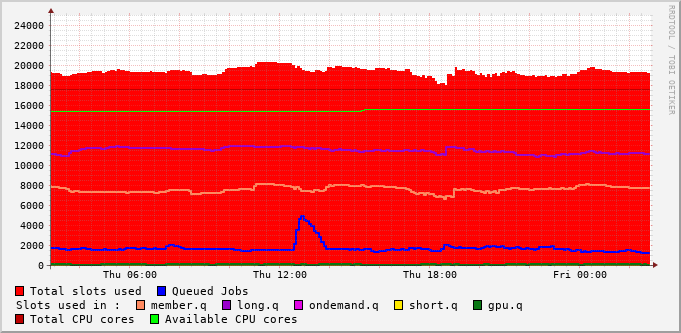 RRDTOOL / TOBI OETIKER
24000
22000
20000
18000
16000
14000
12000
10000
8000
6000
4000
2000
0
Thu 06:00 Thu 12:00 Thu 18:00 Fri 00:00
Total slots used Queued Jobs
Slots used in : member.q long.q ondemand.q short.q gpu.q
Total CPU cores Available CPU cores